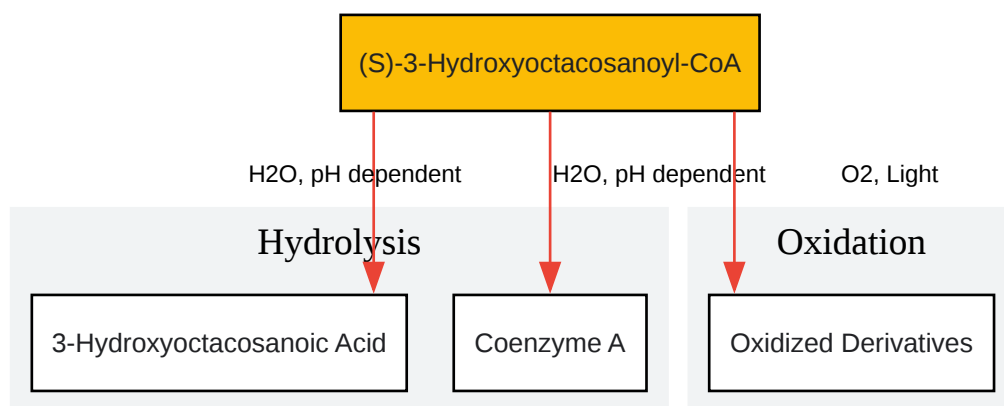 (S)-3-Hydroxyoctacosanoyl-CoA
H2O, pH dependent
H2O, pH dependent
O2, Light
Hydrolysis
Oxidation
3-Hydroxyoctacosanoic Acid
Coenzyme A
Oxidized Derivatives